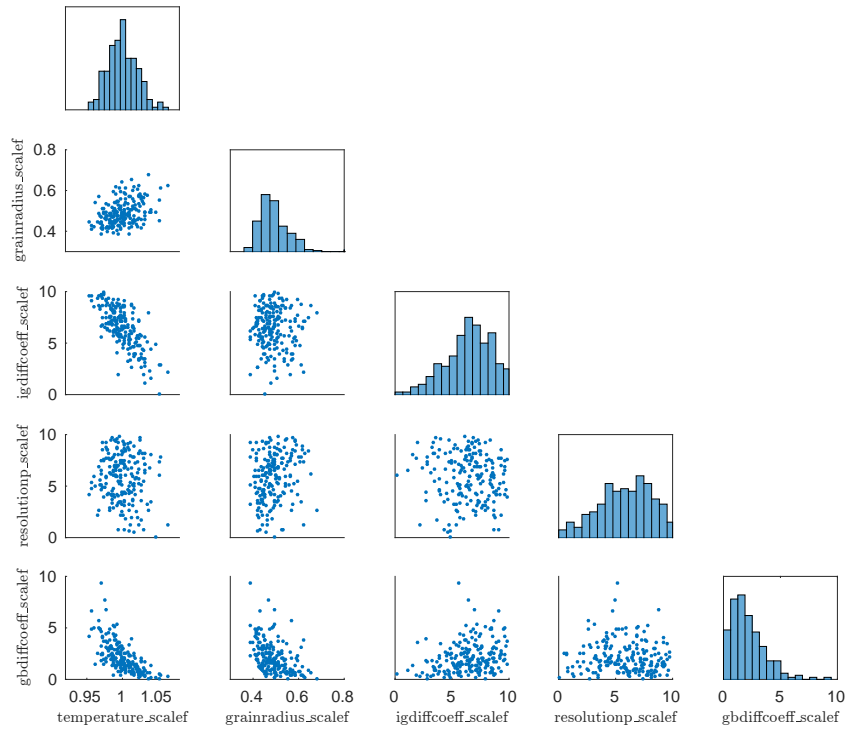 grainradius_scalef
0.8
0.6
0.4
igdiffcoeff_scalef
10
5
0
resolutionp_scalef
10
5
0
gbdiffcoeff_scalef
10
5
0
0.95 1 1.05
0.4 0.6 0.8
0 5 10
0 5 10
0 5 10
temperature_scalef
grainradius_scalef
igdiffcoeff_scalef
resolutionp_scalef
gbdiffcoeff_scalef